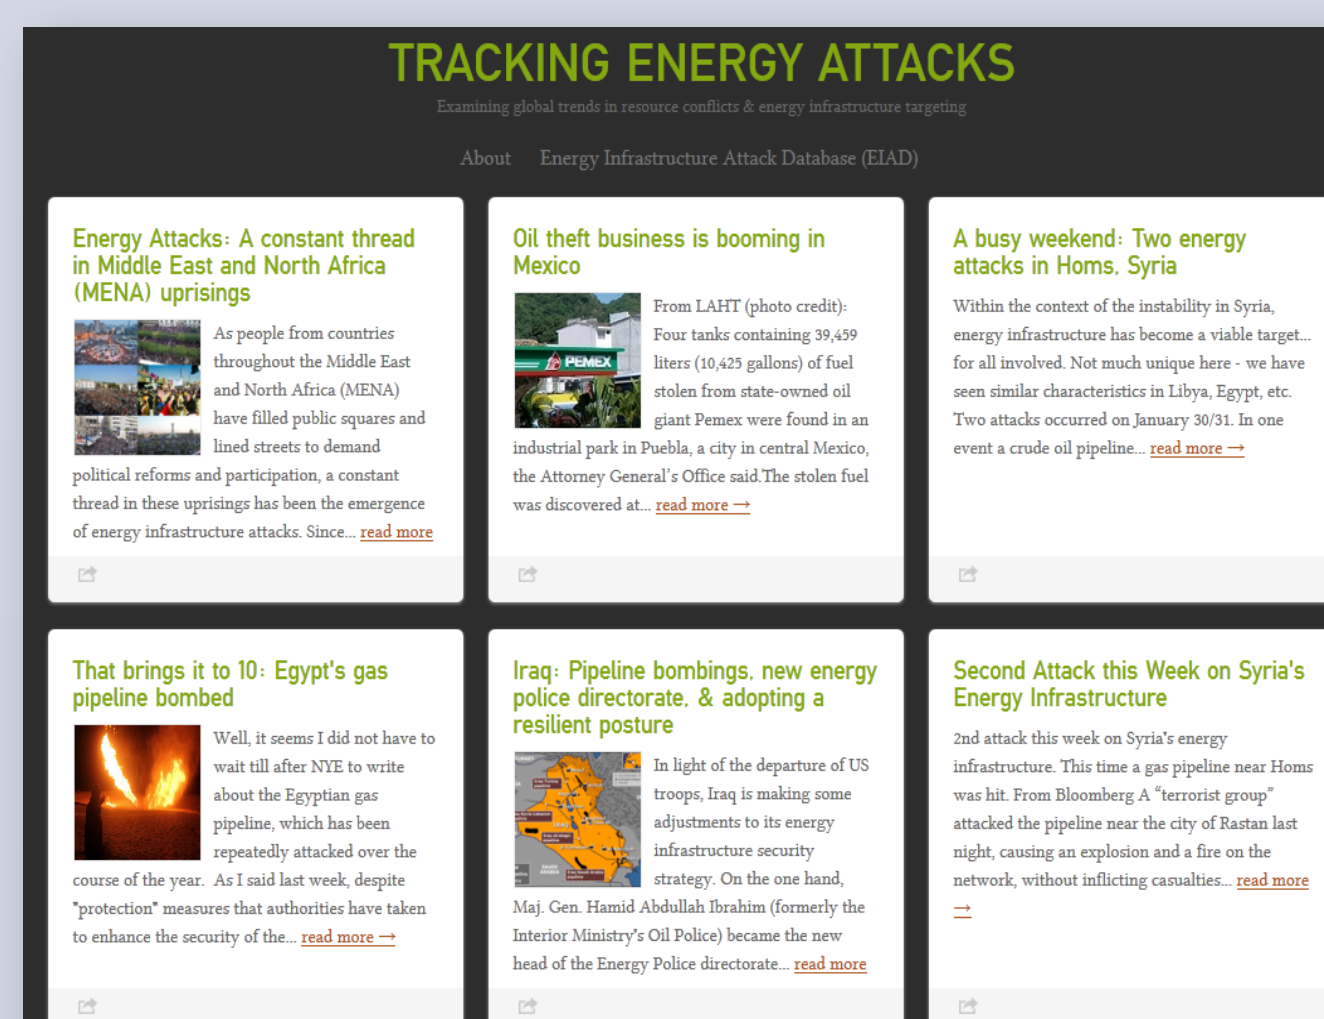 TRACKING ENERGY ATTACKS
Examining global trends in resource conflicts & energy infrastructure targeting
About
Energy Infrastructure Attack Database (EIAD)
Energy Attacks: A constant thread
in Middle East and North Africa
(MENA) uprisings
As people from countries
throughout the Middle East
and North Africa (MENA)
have filled public squares and
lined streets to demand
political reforms and participation, a constant
thread in these uprisings has been the emergence
of energy infrastructure attacks. Since... read more
Oil theft business is booming in
Mexico
PEMEX
From LAHT (photo credit):
Four tanks containing 39,459
liters (10,425 gallons) of fuel
stolen from state-owned oil
giant Pemex were found in an
industrial park in Puebla, a city in central Mexico,
the Attorney General's Office said.The stolen fuel
was discovered at... read more →
A busy weekend: Two energy
attacks in Homs, Syria
Within the context of the instability in Syria,
energy infrastructure has become a viable target...
for all involved. Not much unique here - we have
seen similar characteristics in Libya, Egypt, etc.
Two attacks occurred on January 30/31. In one
event a crude oil pipeline... read more →
That brings it to 10: Egypt's gas
pipeline bombed
Well, it seems I did not have to
wait till after NYE to write
about the Egyptian gas
pipeline, which has been
repeatedly attacked over the
course of the year.  As I said last week, despite
"protection" measures that authorities have taken
to enhance the security of the... read more →
Iraq: Pipeline bombings, new energy
police directorate, & adopting a
resilient posture
In light of the departure of US
troops, Iraq is making some
adjustments to its energy
infrastructure security
strategy. On the one hand,
Maj. Gen. Hamid Abdullah Ibrahim (formerly the
Interior Ministry's Oil Police) became the new
head of the Energy Police directorate... read more
Second Attack this Week on Syria's
Energy Infrastructure
2nd attack this week on Syria's energy
infrastructure. This time a gas pipeline near Homs
was hit. From Bloomberg A “terrorist group”
attacked the pipeline near the city of Rastan last
night, causing an explosion and a fire on the
network, without inflicting casualties... read more
→